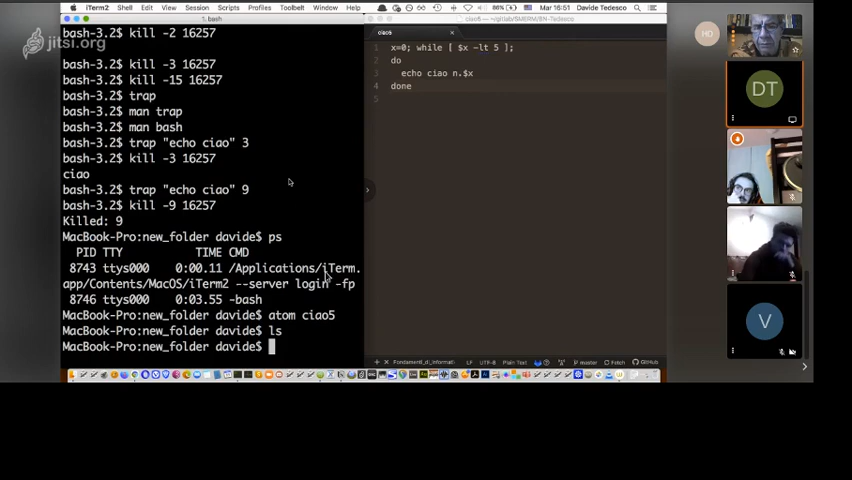 iTerm2 Shell Edit View Session Scripts Profiles Toolbelt Window Help
86% Mar 16:51 Davide Tedesco
1. bash
bash-3.2$ kill -2 16257
jitsi.org
bash-3.2$ kill -3 16257
bash-3.2$ kill -15 16257
bash-3.2$ trap
bash-3.2$ man trap
bash-3.2$ man bash
bash-3.2$ trap "echo ciao" 3
bash-3.2$ kill -3 16257
ciao
bash-3.2$ trap "echo ciao" 9
bash-3.2$ kill -9 16257
Killed: 9
MacBook-Pro:new_folder davide$ ps
PID TTY TIME CMD
8743 ttys000 0:00.11 /Applications/iTerm.
app/Contents/MacOS/iTerm2 --server login -fp
8746 ttys000 0:03.55 -bash
MacBook-Pro:new_folder davide$ atom ciao5
MacBook-Pro:new_folder davide$ ls
MacBook-Pro:new_folder davide$
1 x=0; while [ $x -lt 5 ];
2 do
3 echo ciao n.$x
4 done
5
LF UTF-8 Plain Text master Fetch GitHub
HD
DT
V